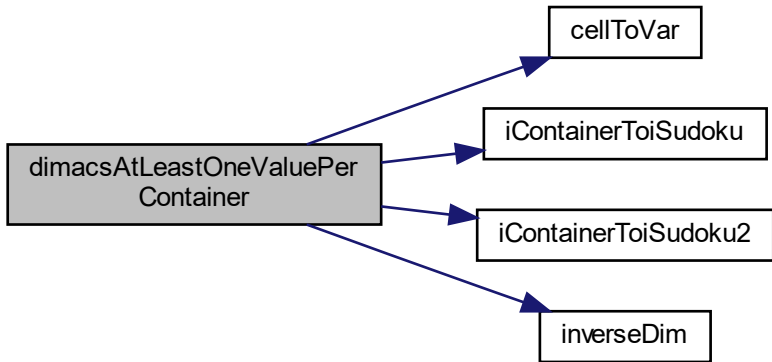 dimacsAtLeastOneValuePer
Container
cellToVar
iContainerToiSudoku
iContainerToiSudoku2
inverseDim